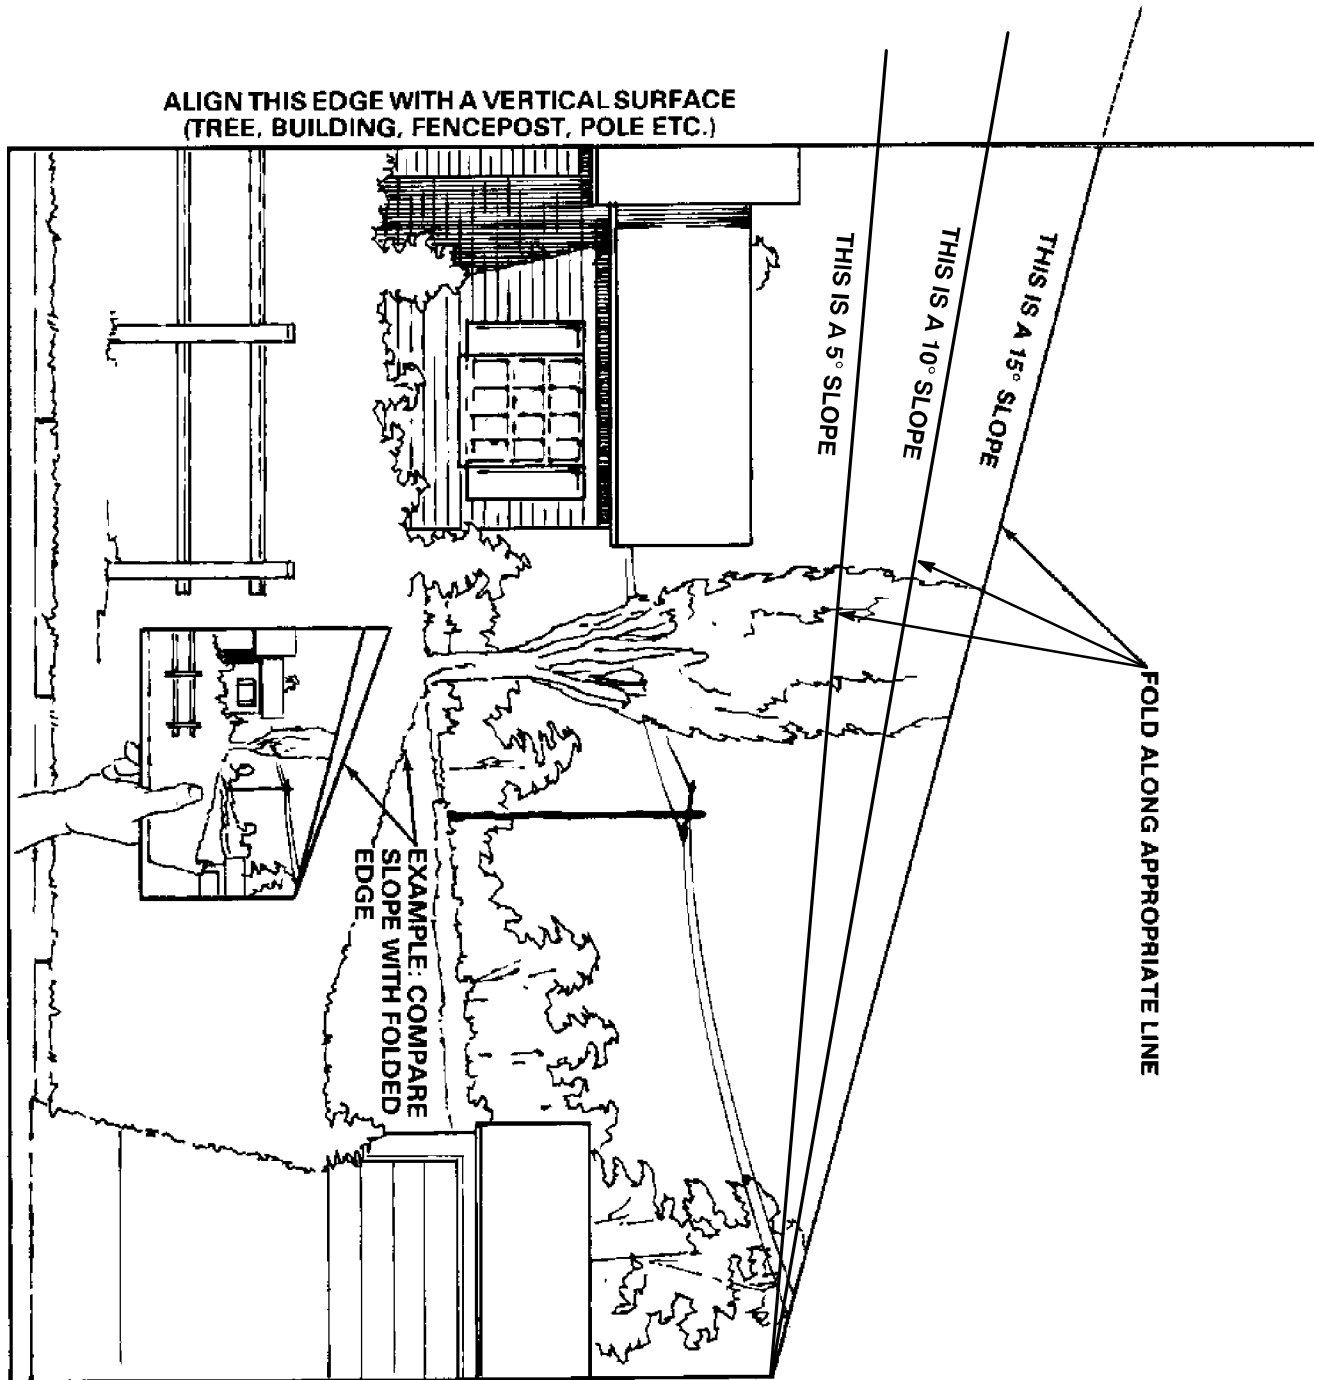 ALIGN THIS EDGE WITH A VERTICAL SURFACE
(TREE, BUILDING, FENCEPOST, POLE ETC.)
THIS IS A 15° SLOPE
THIS IS A 10° SLOPE
THIS IS A 5° SLOPE
FOLD ALONG APPROPRIATE LINE
EXAMPLE: COMPARE
SLOPE WITH FOLDED
EDGE